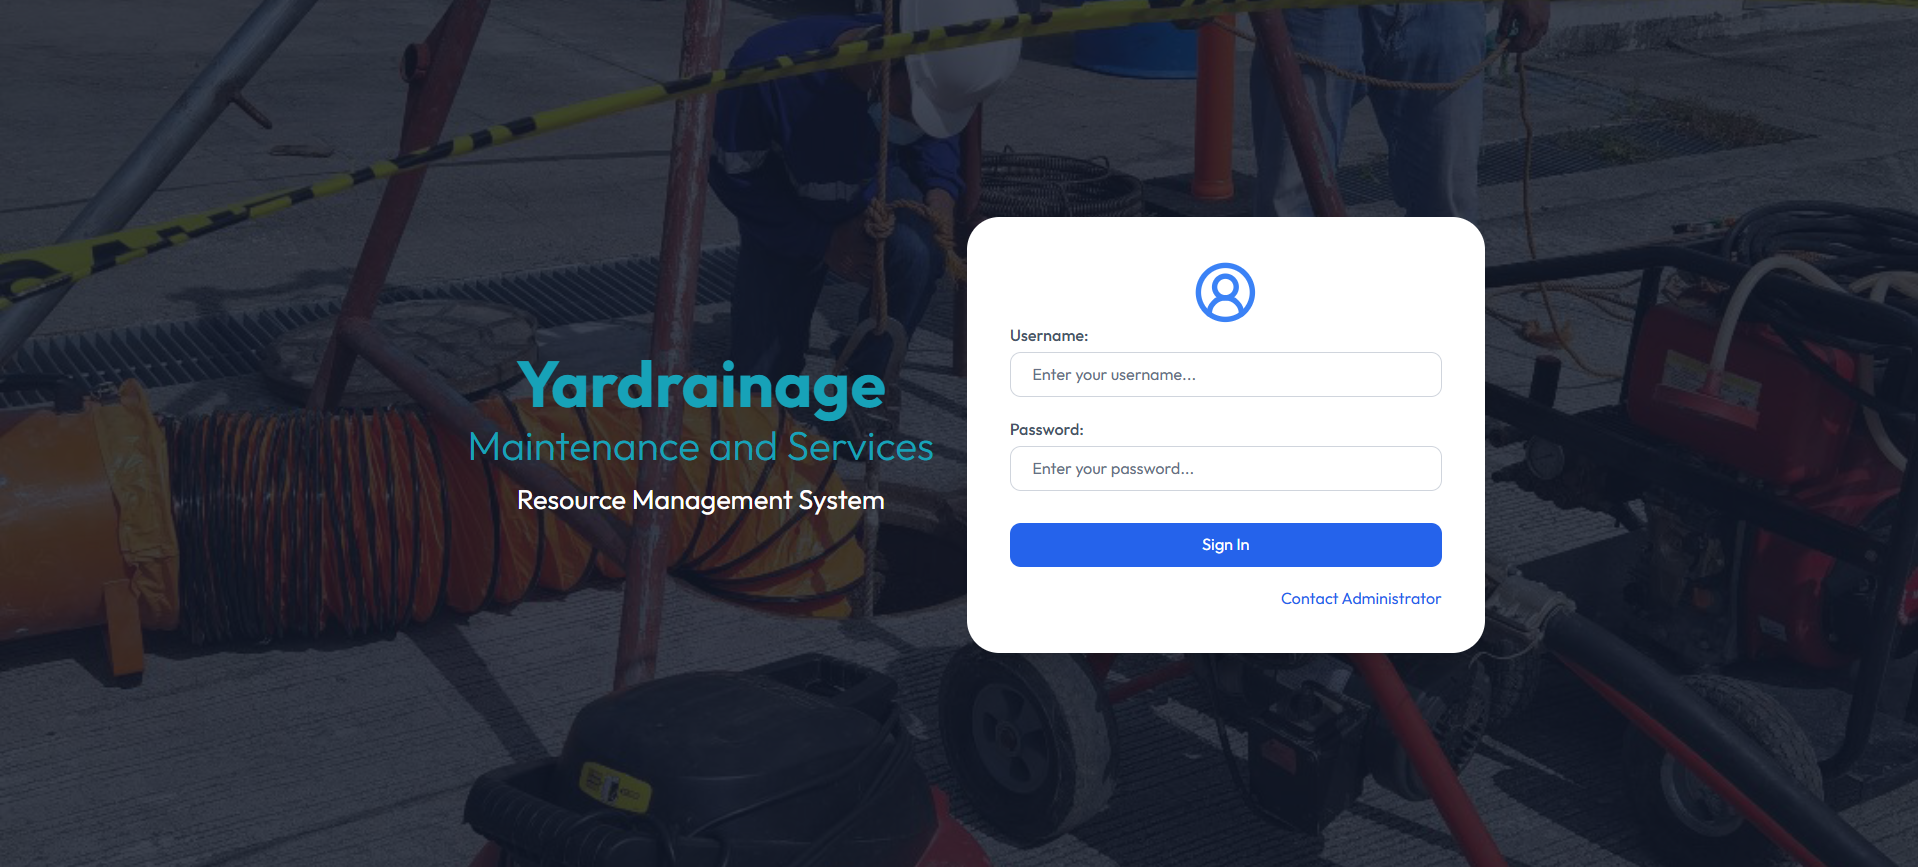 Yardrainage
Maintenance and Services
Resource Management System
Username:
Enter your username...
Password:
Enter your password...
Sign In
Contact Administrator